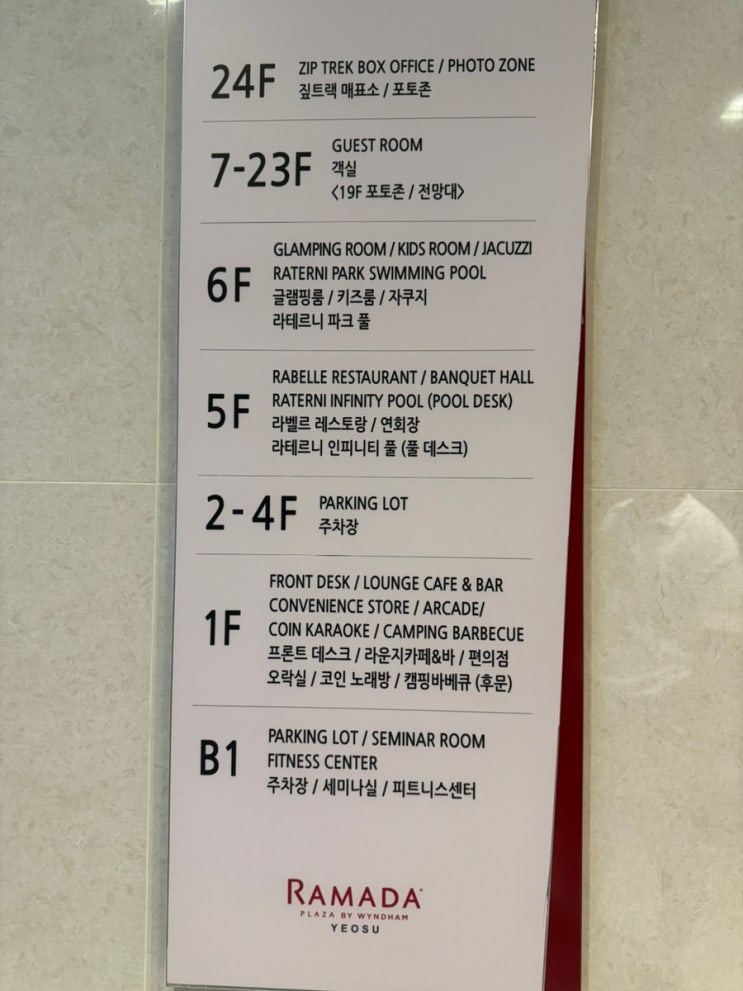 24F
ZIP TREK BOX OFFICE / PHOTO ZONE
짚트랙 매표소 / 포토존
7-23F
GUEST ROOM
객실
<19F 포토존 / 전망대>
6F
GLAMPING ROOM / KIDS ROOM / JACUZZI
RATERNI PARK SWIMMING POOL
글램핑룸 / 키즈룸 / 자쿠지
라테르니 파크 풀
5F
RABELLE RESTAURANT / BANQUET HALL
RATERNI INFINITY POOL (POOL DESK)
라벨르 레스토랑 / 연회장
라테르니 인피니티 풀 (풀 데스크)
2-4F
PARKING LOT
주차장
1F
FRONT DESK / LOUNGE CAFE & BAR
CONVENIENCE STORE / ARCADE/
COIN KARAOKE / CAMPING BARBECUE
프론트 데스크 / 라운지카페&바 / 편의점
오락실 / 코인 노래방 / 캠핑바베큐 (후문)
B1
PARKING LOT / SEMINAR ROOM
FITNESS CENTER
주차장 / 세미나실 / 피트니스센터
RAMADA®
PLAZA BY WYNDHAM
YEOSU